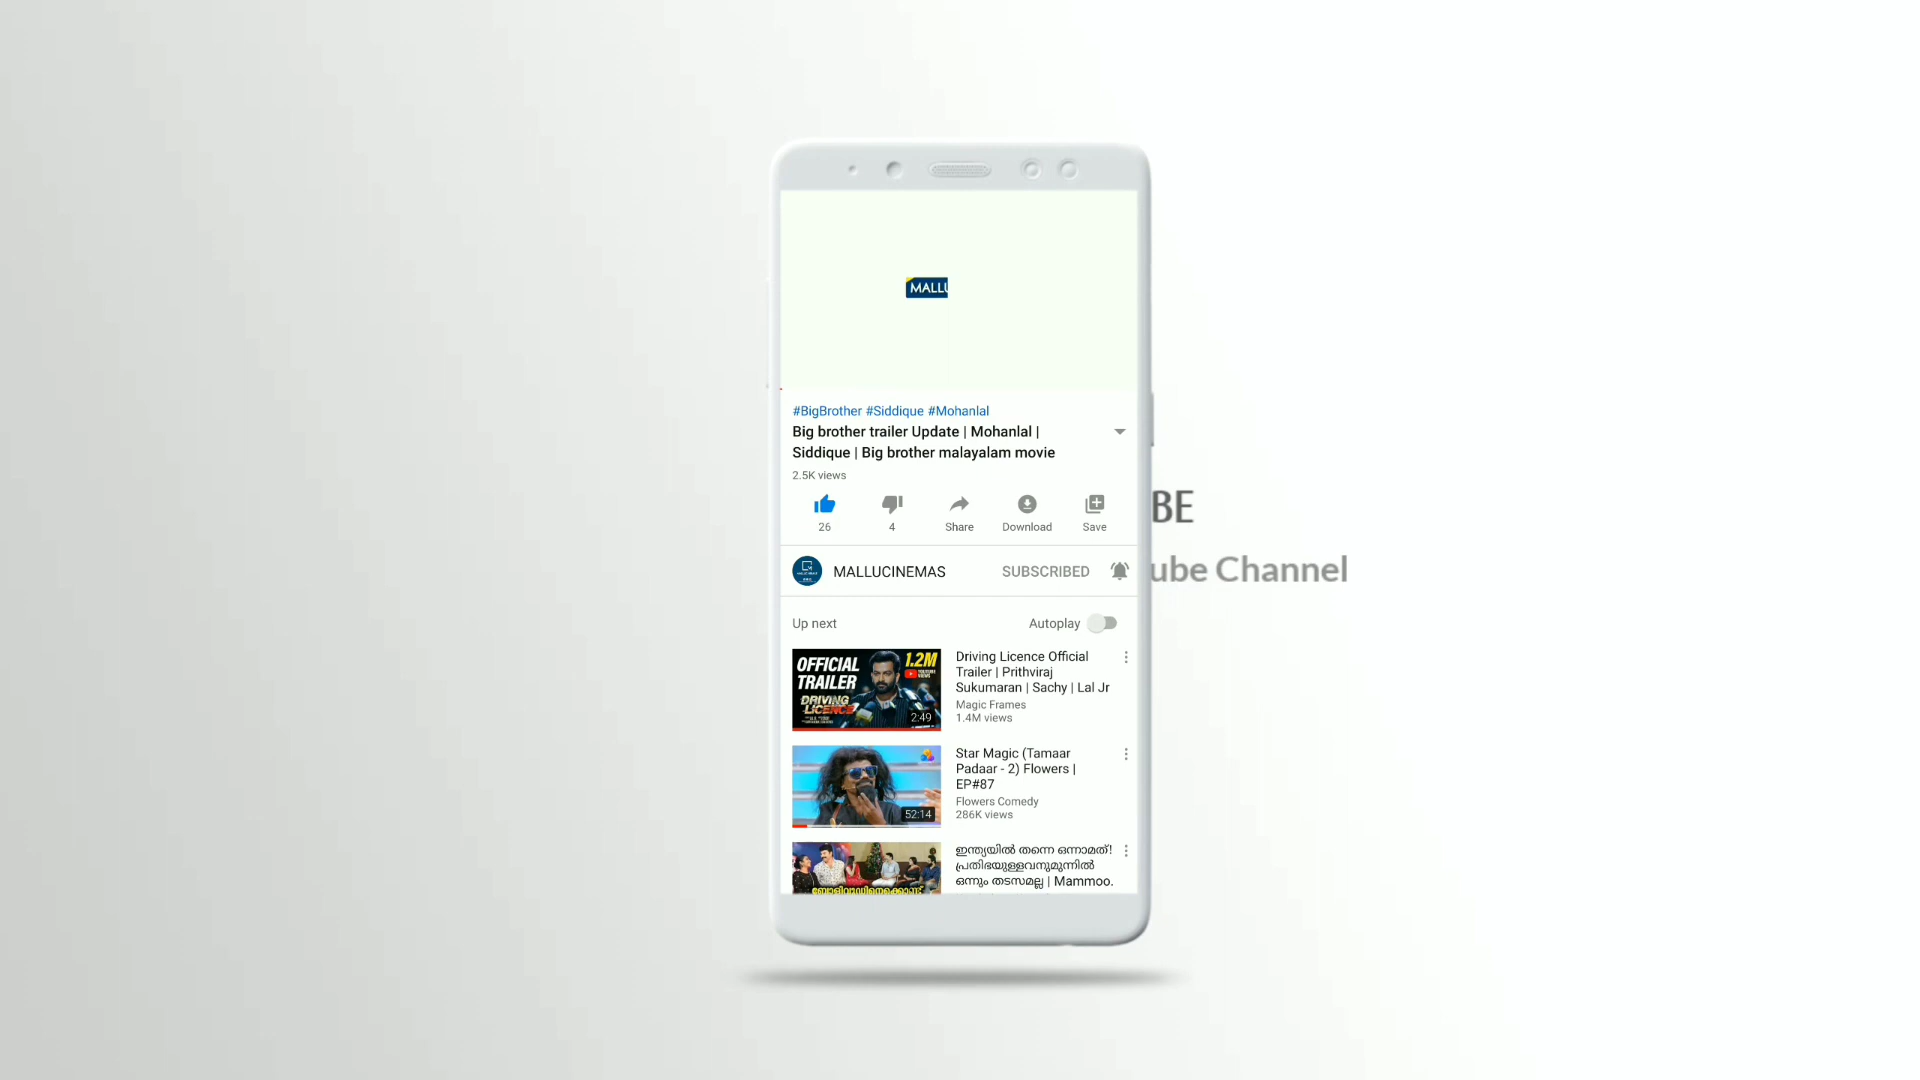 MALLU
#BigBrother #Siddique #Mohanlal
Big brother trailer Update | Mohanlal |
Siddique | Big brother malayalam movie
2.5K views
26
4
Share
Download
Save
BE
MALLUCINEMAS
SUBSCRIBED
ube Channel
Up next
Autoplay
OFFICIAL
TRAILER
1.2M
YOUTUBE
VIEWS
DRIVING
LICENCE
2:49
Driving Licence Official
Trailer | Prithviraj
Sukumaran | Sachy | Lal Jr
Magic Frames
1.4M views
52:14
Star Magic (Tamaar
Padaar - 2) Flowers |
EP#87
Flowers Comedy
286K views
ബോളിവുഡിനെക്കൊണ്ട്
ഇന്ത്യയിൽ തന്നെ ഒന്നാമത്!
പ്രതിഭയുള്ളവനുമുന്നിൽ
ഒന്നും തടസമല്ല | Mammoo.